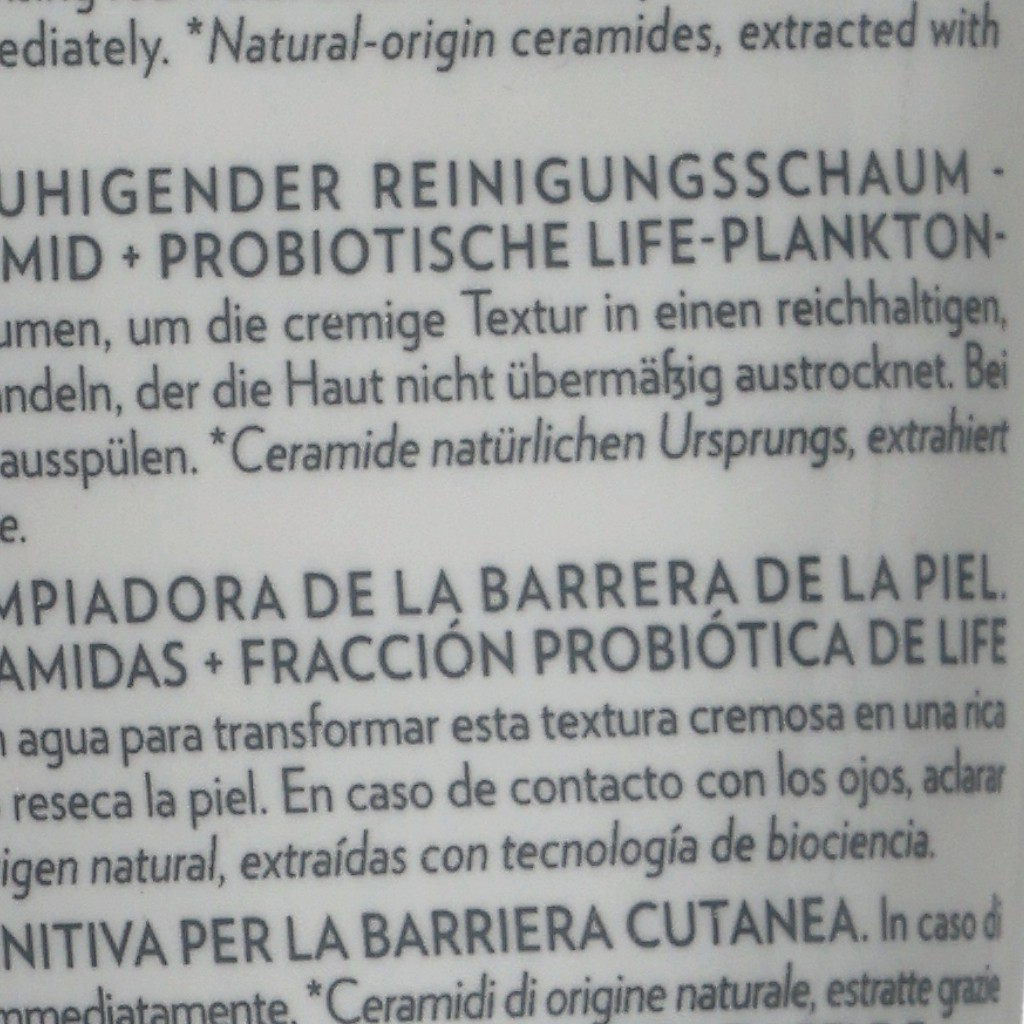 ediately. *Natural-origin ceramides, extracted with
UHIGENDER REINIGUNGSSCHAUM -
MID + PROBIOTISCHE LIFE-PLANKTON-
umen, um die cremige Textur in einen reichhaltigen,
ndeln, der die Haut nicht übermäßig austrocknet. Bei
ausspülen. *Ceramide natürlichen Ursprungs, extrahiert
e.
MPIADORA DE LA BARRERA DE LA PIEL.
AMIDAS + FRACCIÓN PROBIÓTICA DE LIFE
n agua para transformar esta textura cremosa en una rica
reseca la piel. En caso de contacto con los ojos, aclarar
igen natural, extraídas con tecnología de biociencia.
NITIVA PER LA BARRIERA CUTANEA. In caso di
mmediatamente. *Ceramidi di origine naturale, estratte grazie